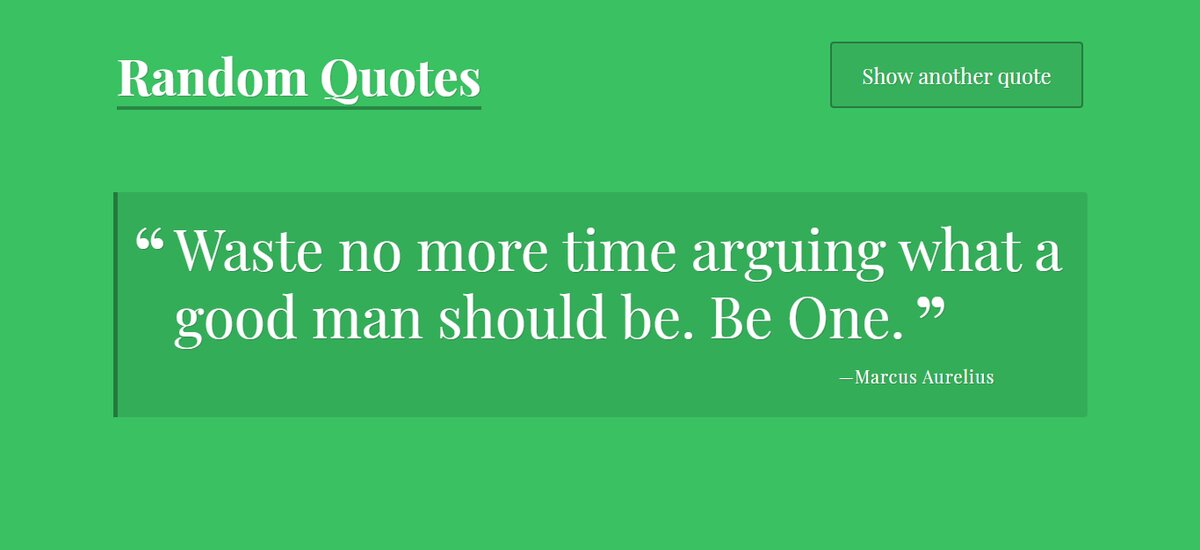 Random Quotes
Show another quote
“Waste no more time arguing what a
good man should be. Be One.”
—Marcus Aurelius